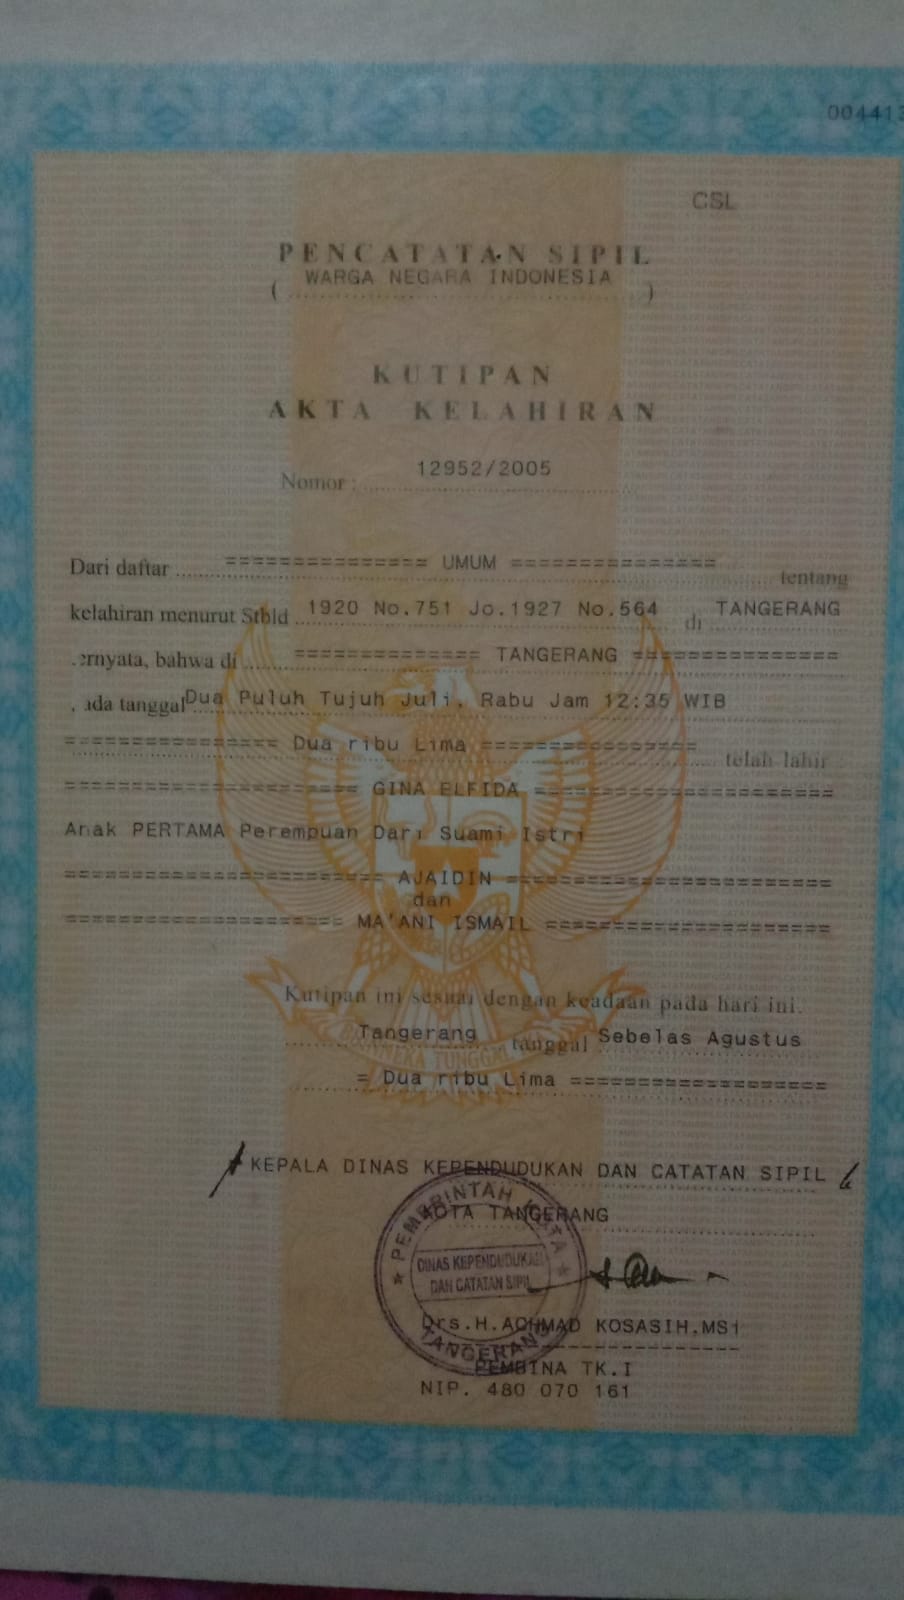 004413
CSL
PENCATATAN SIPIL
( WARGA NEGARA INDONESIA )
KUTIPAN
AKTA KELAHIRAN
Nomor : 12952/2005
Dari daftar =============== UMUM =============== tentang
kelahiran menurut Stbld 1920 No.751 Jo.1927 No.564 di TANGERANG
ernyata, bahwa di ============== TANGERANG ===============
ada tanggal Dua Puluh Tujuh Juli, Rabu Jam 12:35 WIB
================ Dua ribu Lima ================ telah lahir
====================== GINA ELFIDA ======================
Anak PERTAMA Perempuan Dari Suami Istri
======================== AJAIDIN ========================
dan
===================== MA'ANI ISMAIL =====================
Kutipan ini sesuai dengan keadaan pada hari ini.
Tangerang tanggal Sebelas Agustus
= Dua ribu Lima ===================
KEPALA DINAS KEPENDUDUKAN DAN CATATAN SIPIL
KOTA TANGERANG
PEMERINTAH KOTA
DINAS KEPENDUDUKAN
DAN CATATAN SIPIL
TANGERANG
Drs.H.ACHMAD KOSASIH.MSi
PEMBINA TK.I
NIP. 480 070 161